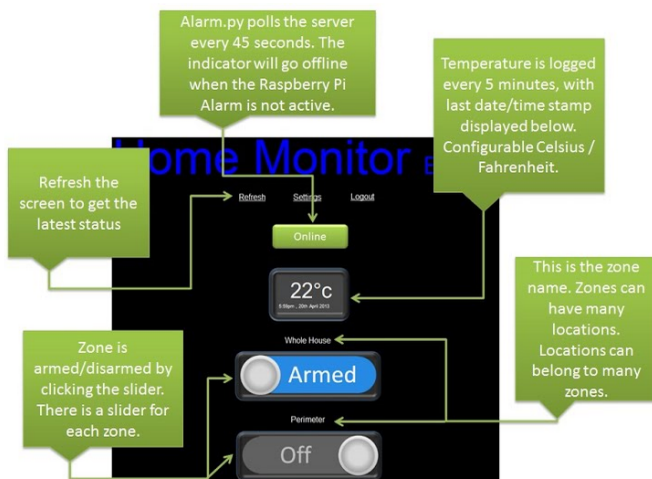 Alarm.py polls the server
every 45 seconds. The
indicator will go offline
when the Raspberry Pi
Alarm is not active.
Temperature is logged
every 5 minutes, with
last date/time stamp
displayed below.
Configurable Celsius /
Fahrenheit.
Home Monitor
Refresh the
screen to get the
latest status
Refresh Settings Logout
Online
22°c
This is the zone
name. Zones can
have many
locations.
Locations can
belong to many
zones.
Zone is
armed/disarmed by
clicking the slider.
There is a slider for
each zone.
Whole House
Armed
Perimeter
Off